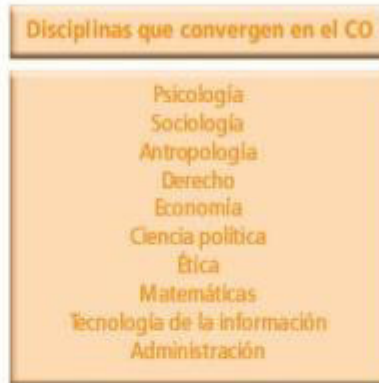 Disciplinas que convergen en el CO
Psicología
Sociología
Antropología
Derecho
Economía
Ciencia política
Ética
Matemáticas
Tecnología de la información
Administración